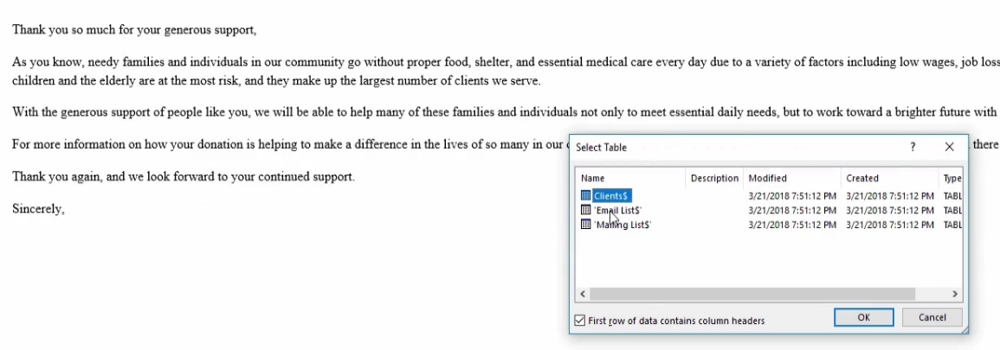 Thank you so much for your generous support,
As you know, needy families and individuals in our community go without proper food, shelter, and essential medical care every day due to a variety of factors including low wages, job loss
children and the elderly are at the most risk, and they make up the largest number of clients we serve.
With the generous support of people like you, we will be able to help many of these families and individuals not only to meet essential daily needs, but to work toward a brighter future with
For more information on how your donation is helping to make a difference in the lives of so many in our
there
Thank you again, and we look forward to your continued support.
Sincerely,
Select Table ?
Name Description Modified Created Type
Clients$ 3/21/2018 7:51:12 PM 3/21/2018 7:51:12 PM TABL
'Email List$' 3/21/2018 7:51:12 PM 3/21/2018 7:51:12 PM TABL
'Mailing List$' 3/21/2018 7:51:12 PM 3/21/2018 7:51:12 PM TABL
First row of data contains column headers
OK Cancel